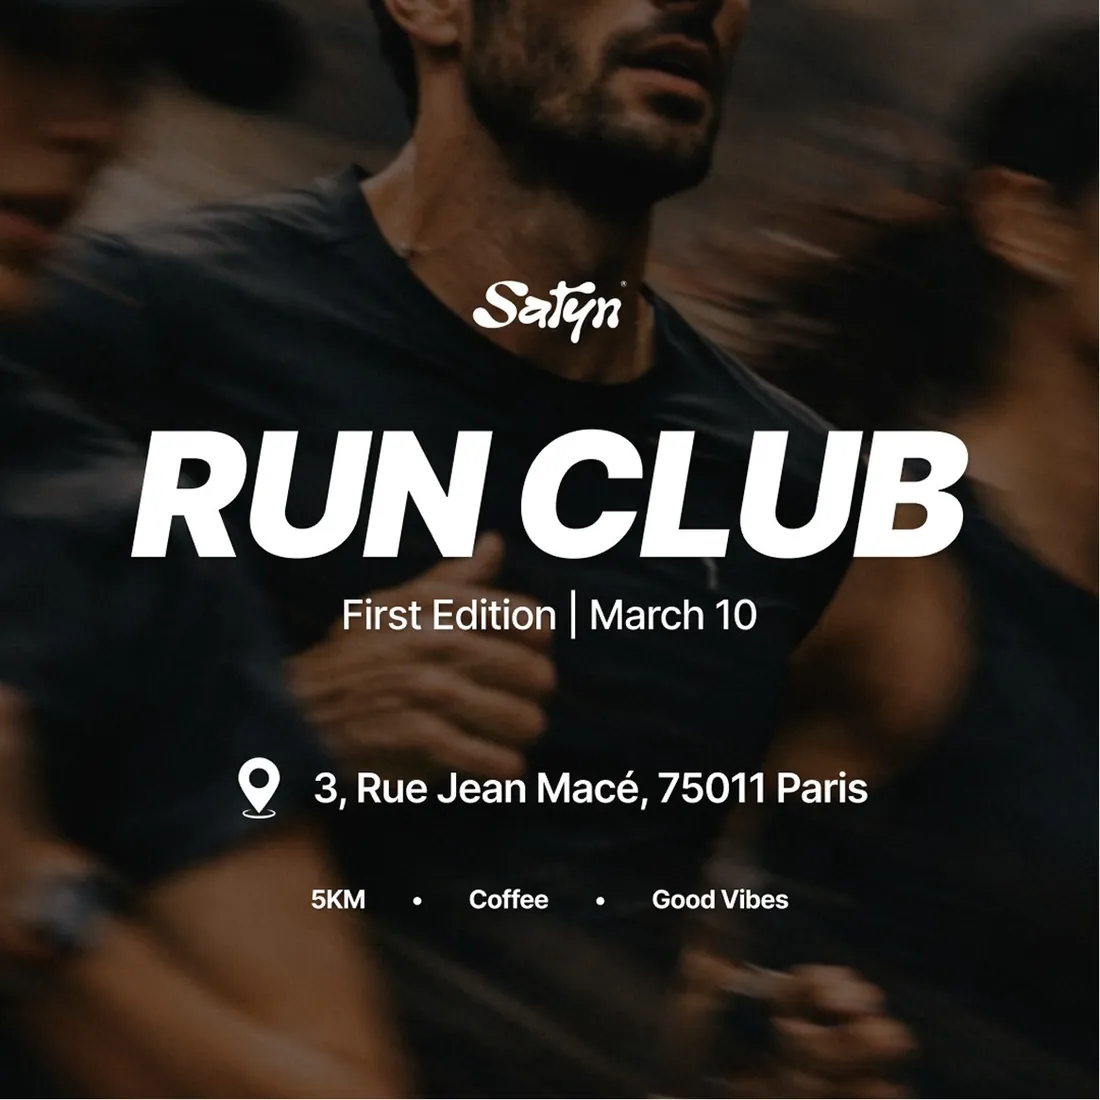 Satyn®
RUN CLUB
First Edition | March 10
3, Rue Jean Macé, 75011 Paris
5KM • Coffee • Good Vibes